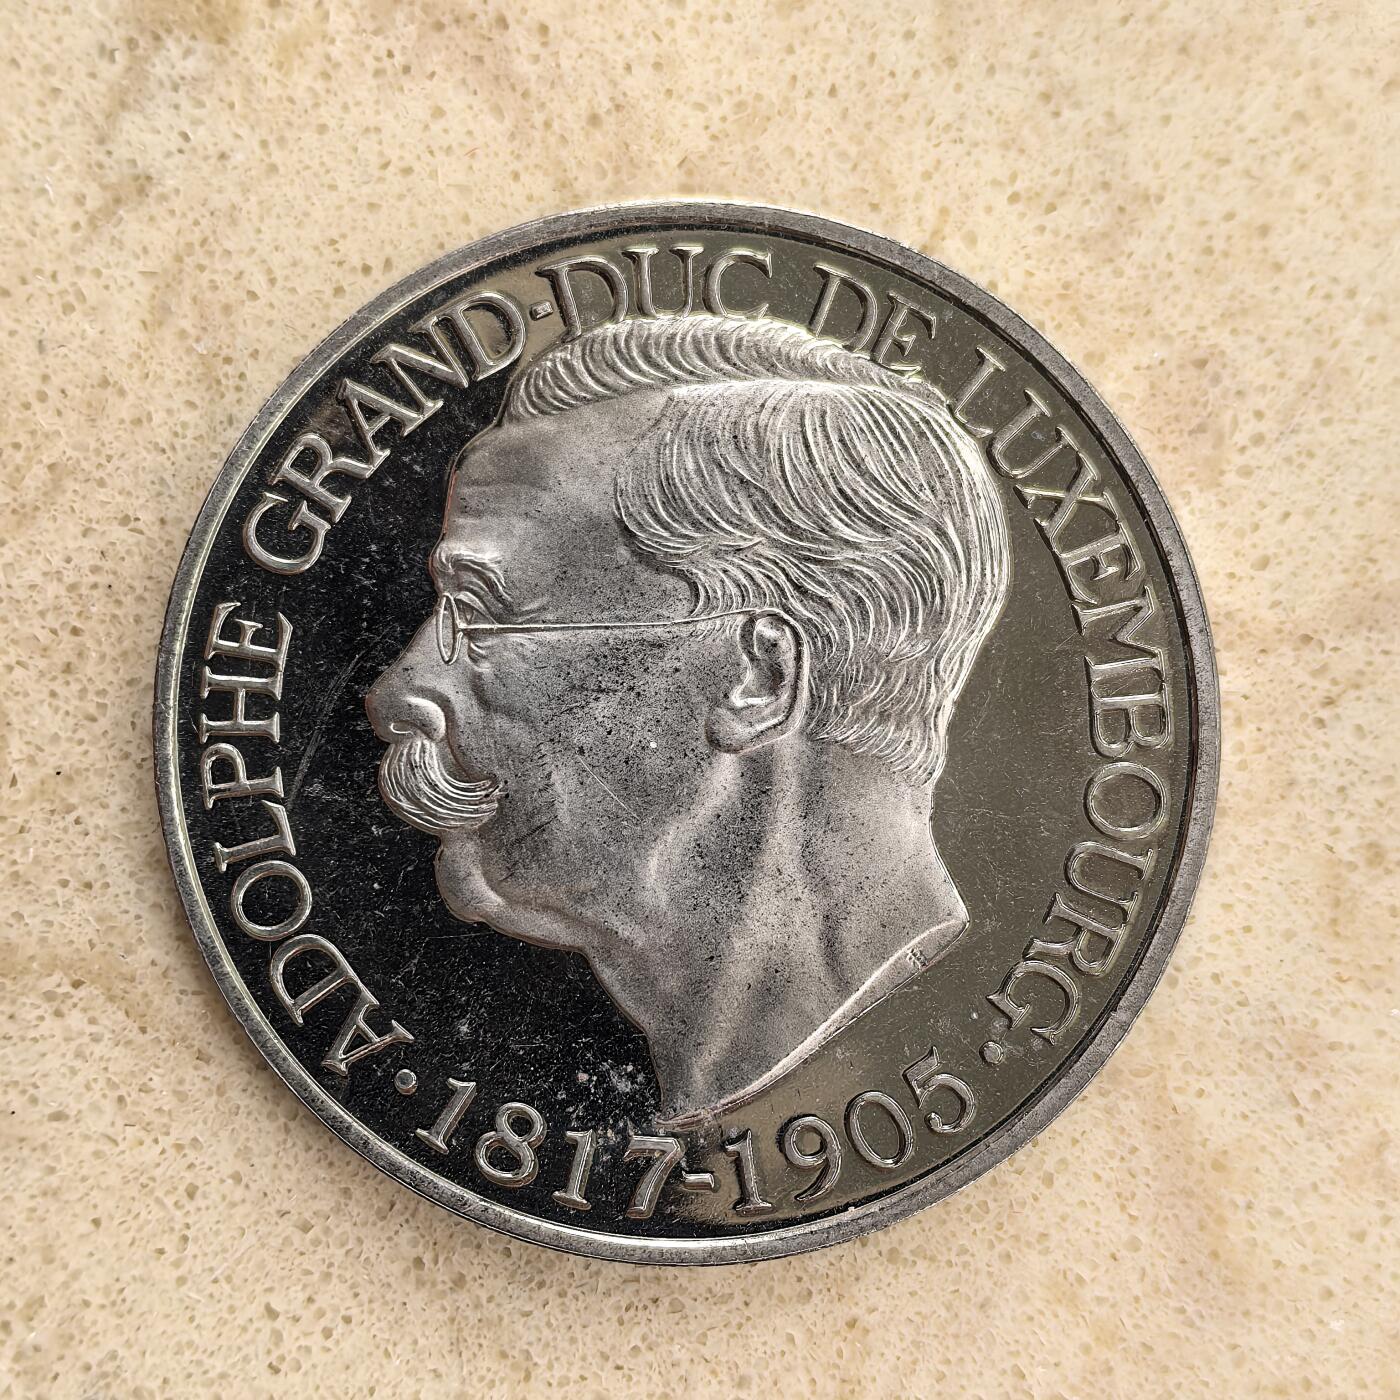 ADOLPHE GRAND-DUC DE LUXEMBOURG
· 1817-1905 ·